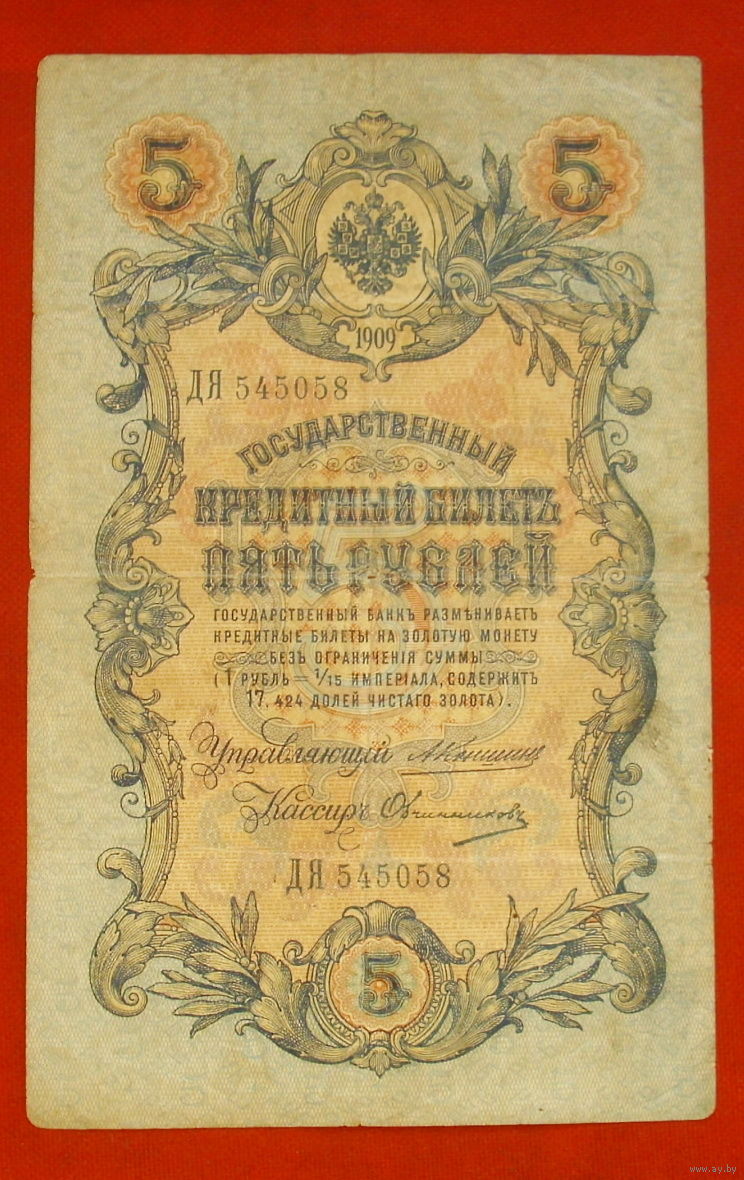 5 5
1909
ДЯ 545058
ГОСУДАРСТВЕННЫЙ
КРЕДИТНЫЙ БИЛЕТЪ
ПЯТЬ РУБЛЕЙ
ГОСУДАРСТВЕННЫЙ БАНКЪ РАЗМѢНИВАЕТЪ
КРЕДИТНЫЕ БИЛЕТЫ НА ЗОЛОТУЮ МОНЕТУ
БЕЗЪ ОГРАНИЧЕНІЯ СУММЫ
(1 РУБЛЬ = 1/15 ИМПЕРІАЛА, СОДЕРЖИТЪ
17,424 ДОЛЕЙ ЧИСТАГО ЗОЛОТА).
Управляющій АКоншинъ
Кассиръ Овчинниковъ
ДЯ 545058
5
www.ay.by